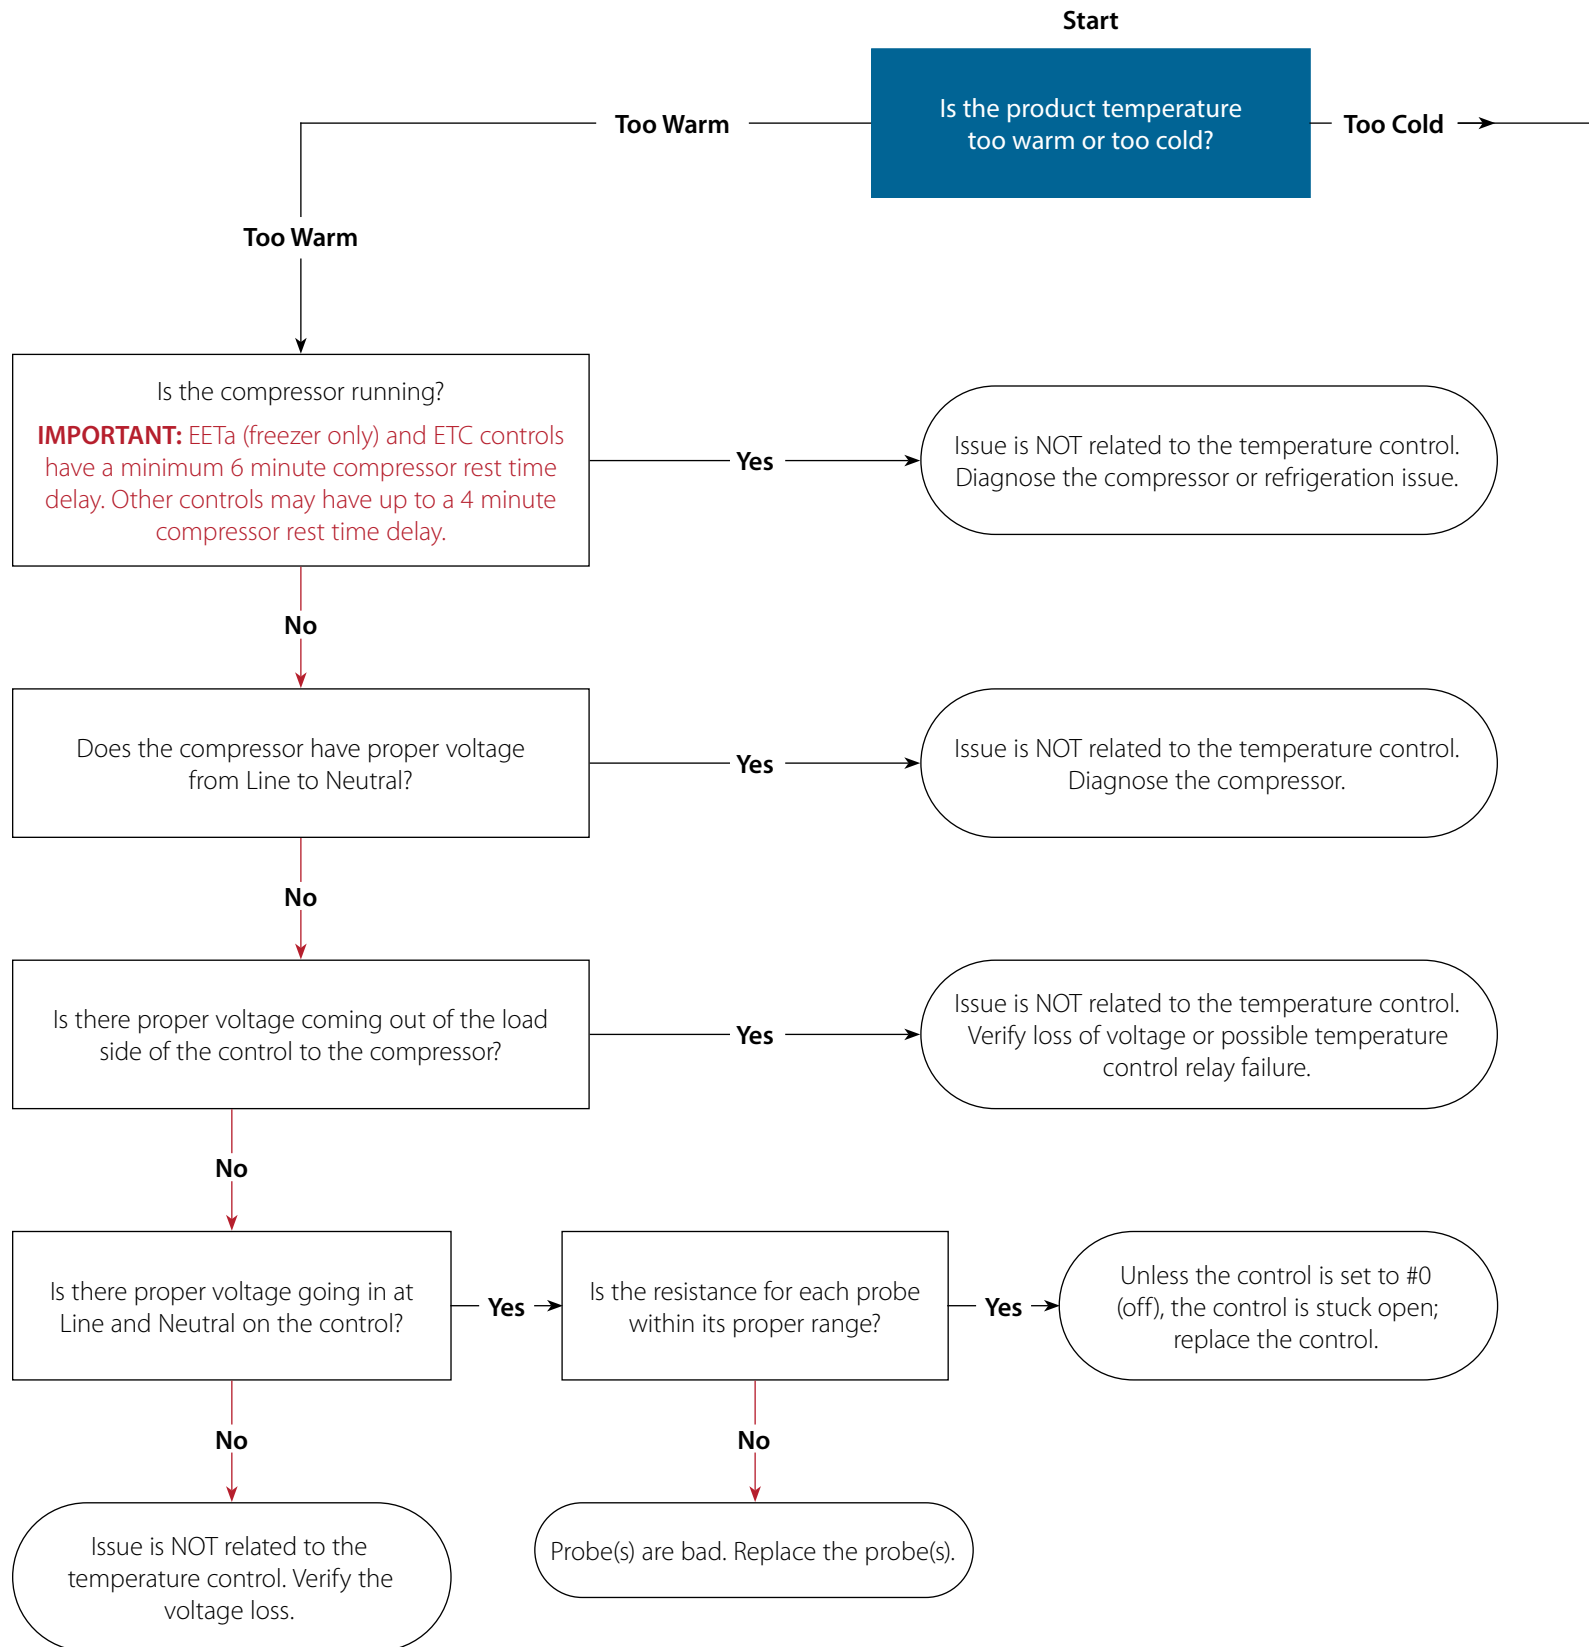 Start
Is the product temperature
too warm or too cold?
Too Warm
Too Cold
Too Warm
Is the compressor running?
IMPORTANT: EETa (freezer only) and ETC controls
have a minimum 6 minute compressor rest time
delay. Other controls may have up to a 4 minute
compressor rest time delay.
Yes
Issue is NOT related to the temperature control.
Diagnose the compressor or refrigeration issue.
No
Does the compressor have proper voltage
from Line to Neutral?
Yes
Issue is NOT related to the temperature control.
Diagnose the compressor.
No
Is there proper voltage coming out of the load
side of the control to the compressor?
Yes
Issue is NOT related to the temperature control.
Verify loss of voltage or possible temperature
control relay failure.
No
Is there proper voltage going in at
Line and Neutral on the control?
Yes
Is the resistance for each probe
within its proper range?
Yes
Unless the control is set to #0
(off), the control is stuck open;
replace the control.
No
No
Issue is NOT related to the
temperature control. Verify the
voltage loss.
Probe(s) are bad. Replace the probe(s).